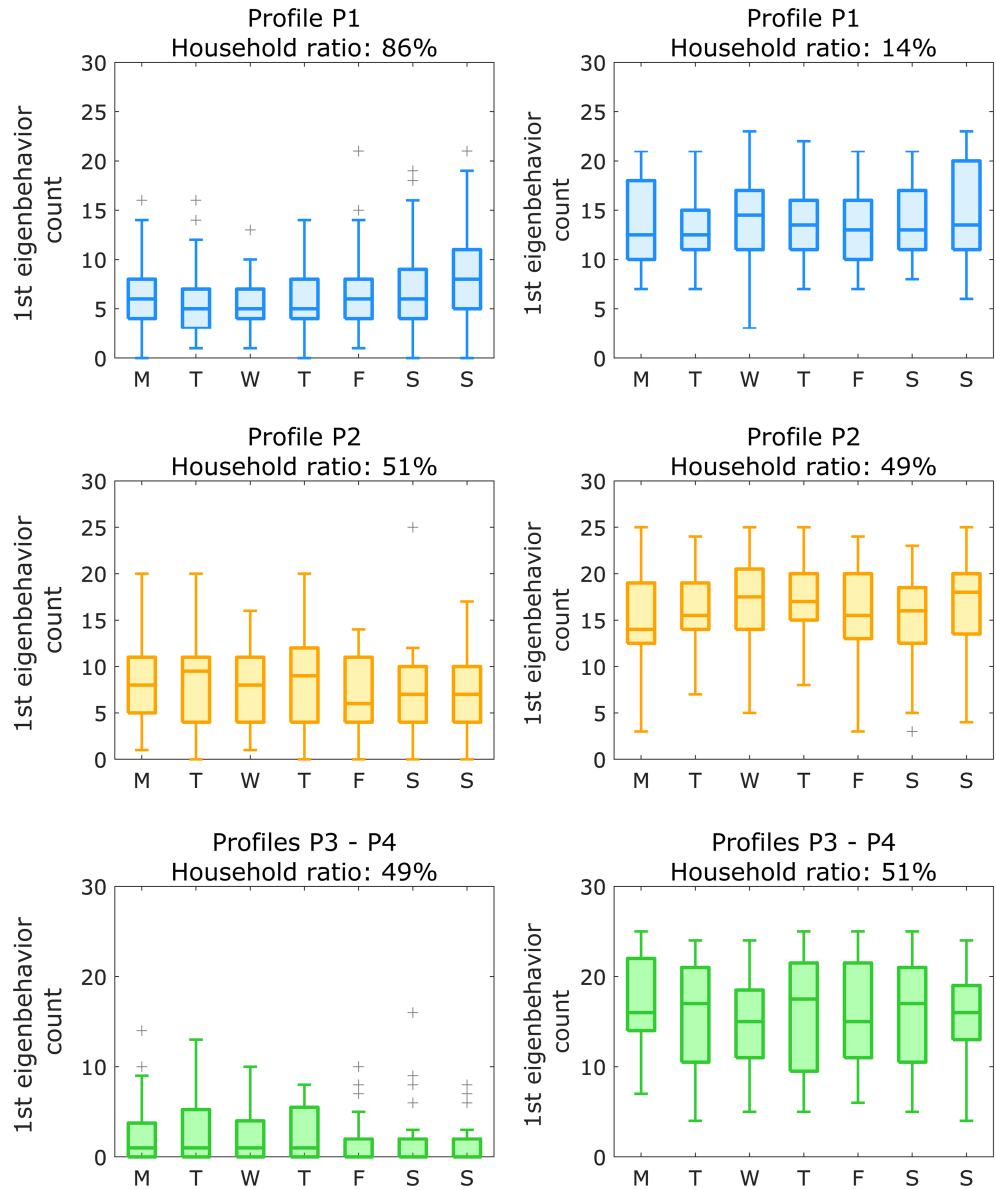 Profile P1
Household ratio: 86%
1st eigenbehavior
count
30
25
20
15
10
5
0
M T W T F S S
Profile P1
Household ratio: 14%
1st eigenbehavior
count
30
25
20
15
10
5
0
M T W T F S S
Profile P2
Household ratio: 51%
1st eigenbehavior
count
30
25
20
15
10
5
0
M T W T F S S
Profile P2
Household ratio: 49%
1st eigenbehavior
count
30
25
20
15
10
5
0
M T W T F S S
Profiles P3 - P4
Household ratio: 49%
1st eigenbehavior
count
30
20
10
0
M T W T F S S
Profiles P3 - P4
Household ratio: 51%
1st eigenbehavior
count
30
20
10
0
M T W T F S S